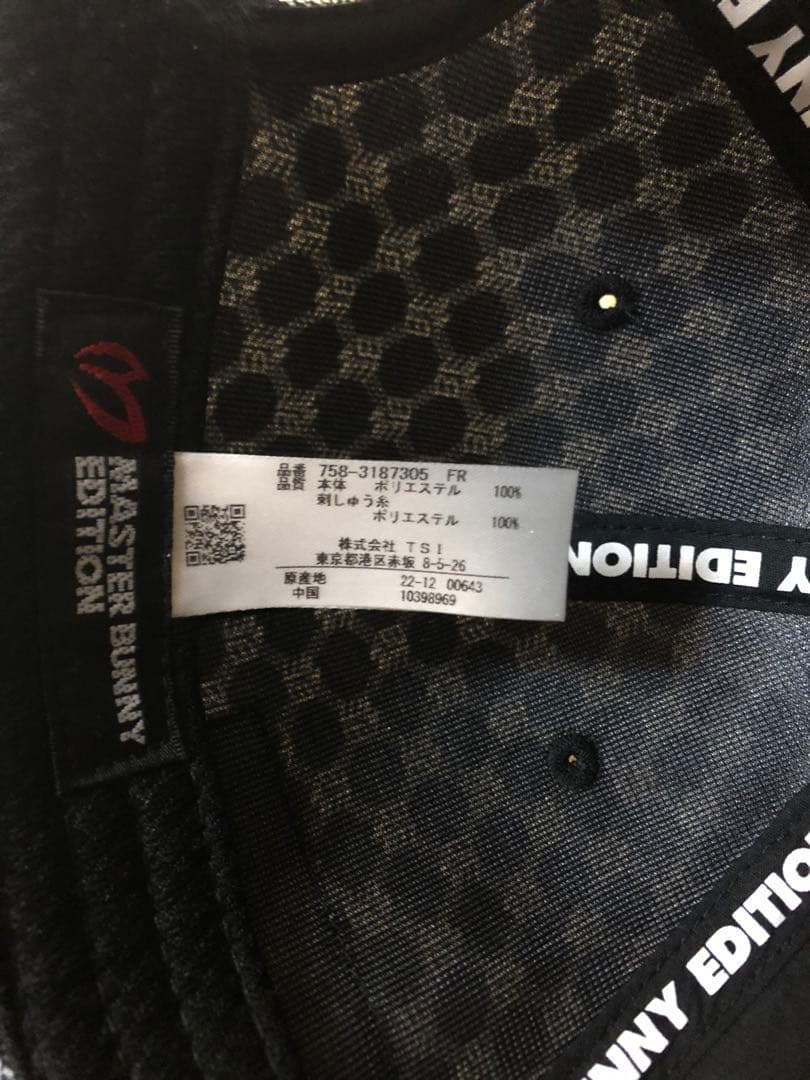 MASTER BUNNY
EDITION
品番 758-3187305 FR
品質 本体 ポリエステル 100%
刺しゅう糸
ポリエステル 100%
株式会社 TSI
東京都港区赤坂 8-5-26
原産地 22-12 00643
中国 10398969
Y EDITION
NNY EDITIO
NY E